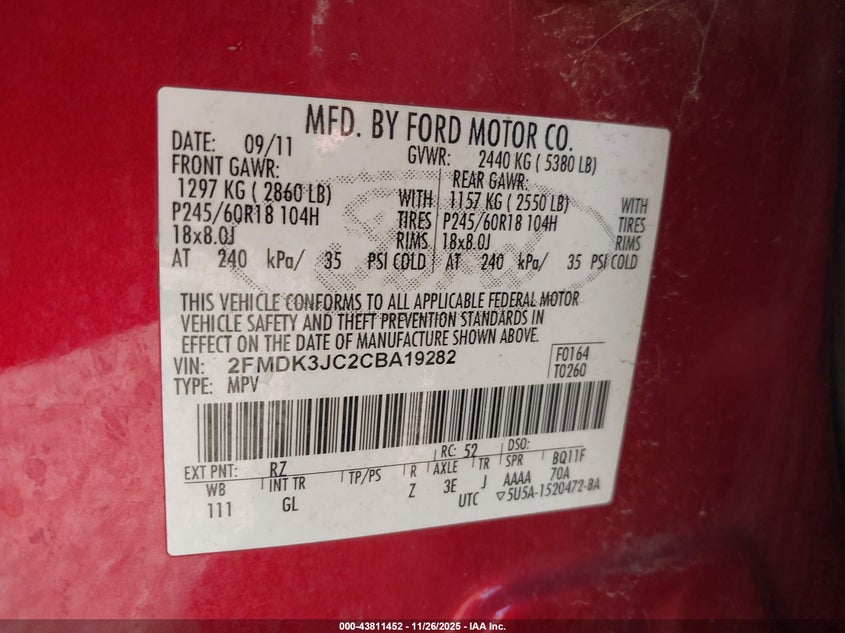 MFD. BY FORD MOTOR CO.
DATE: 09/11 GVWR: 2440 KG ( 5380 LB)
FRONT GAWR: REAR GAWR:
1297 KG ( 2860 LB) WITH 1157 KG ( 2550 LB) WITH
P245/60R18 104H TIRES P245/60R18 104H TIRES
18x8.0J RIMS 18x8.0J RIMS
AT 240 kPa/ 35 PSI COLD AT 240 kPa/ 35 PSI COLD
THIS VEHICLE CONFORMS TO ALL APPLICABLE FEDERAL MOTOR
VEHICLE SAFETY AND THEFT PREVENTION STANDARDS IN
EFFECT ON THE DATE OF MANUFACTURE SHOWN ABOVE.
VIN: 2FMDK3JC2CBA19282 F0164
TYPE: MPV T0260
EXT PNT: RZ RC: 52 DSO:
WB INT TR TP/PS R AXLE TR SPR BQ11F
111 GL Z 3E J AAAA 70A
UTC ▽5U5A-1520472-BA
000-43811452 - 11/26/2025 - IAA Inc.